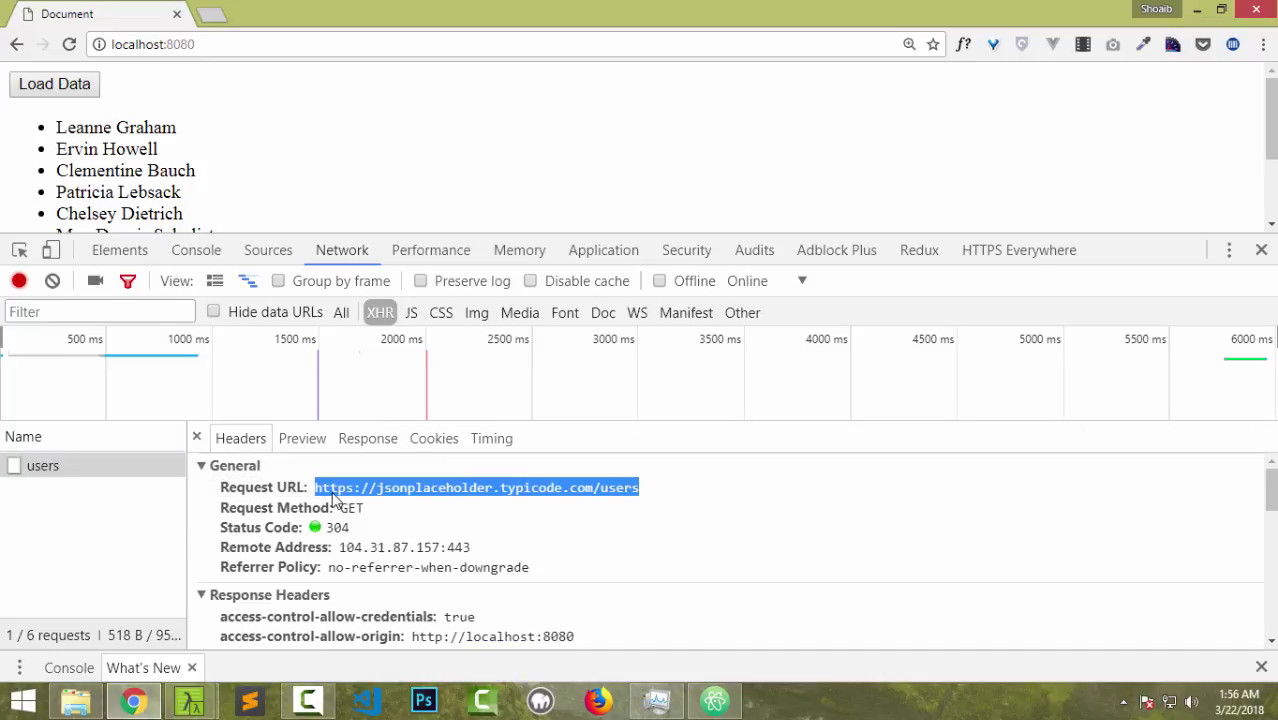 Document
Shoaib
localhost:8080
f?
Load Data
• Leanne Graham
• Ervin Howell
• Clementine Bauch
• Patricia Lebsack
• Chelsey Dietrich
Elements Console Sources Network Performance Memory Application Security Audits Adblock Plus Redux HTTPS Everywhere
View: Group by frame Preserve log Disable cache Offline Online
Filter Hide data URLs All XHR JS CSS Img Media Font Doc WS Manifest Other
500 ms 1000 ms 1500 ms 2000 ms 2500 ms 3000 ms 3500 ms 4000 ms 4500 ms 5000 ms 5500 ms 6000 ms
Name
Headers Preview Response Cookies Timing
users
General
Request URL: https://jsonplaceholder.typicode.com/users
Request Method: GET
Status Code: 304
Remote Address: 104.31.87.157:443
Referrer Policy: no-referrer-when-downgrade
Response Headers
access-control-allow-credentials: true
access-control-allow-origin: http://localhost:8080
1 / 6 requests | 518 B / 95...
Console What's New
Ps
1:56 AM
3/22/2018